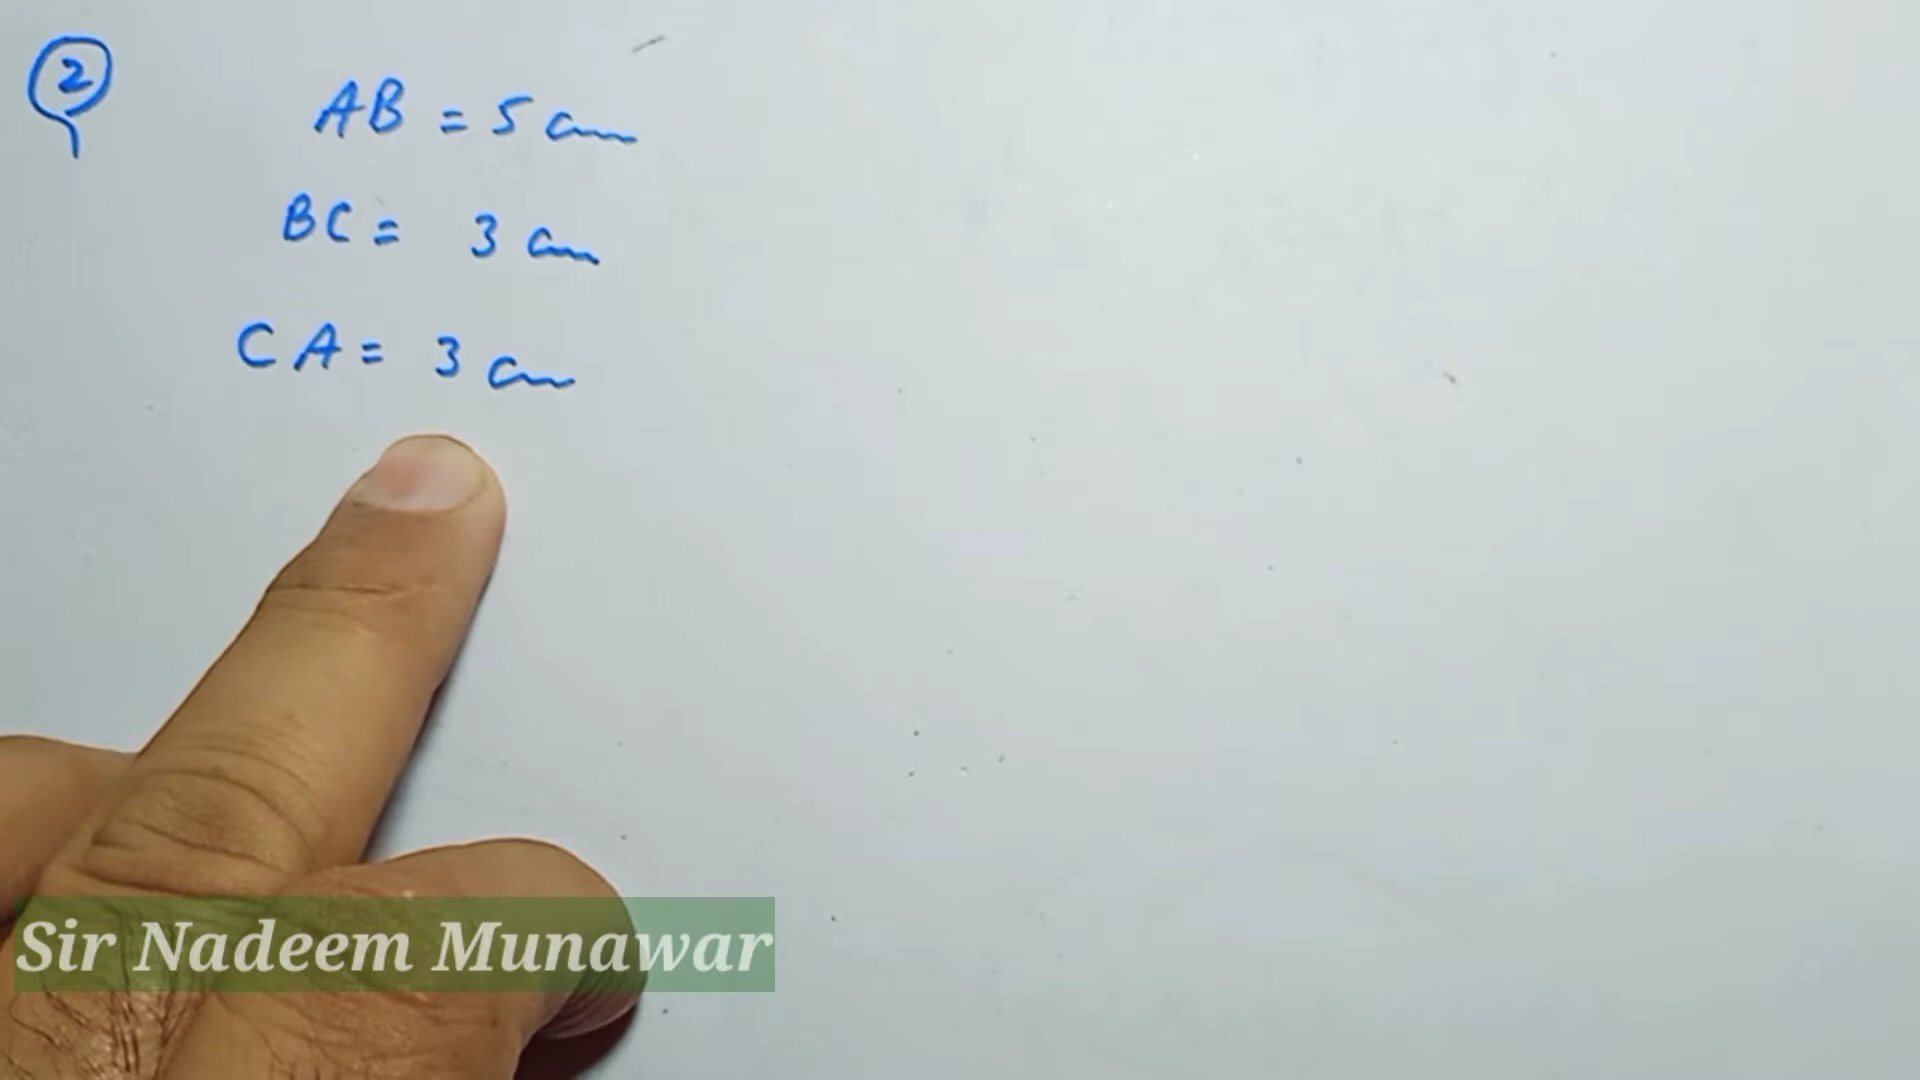 2
AB = 5 cm
BC = 3 cm
CA = 3 cm
Sir Nadeem Munawar